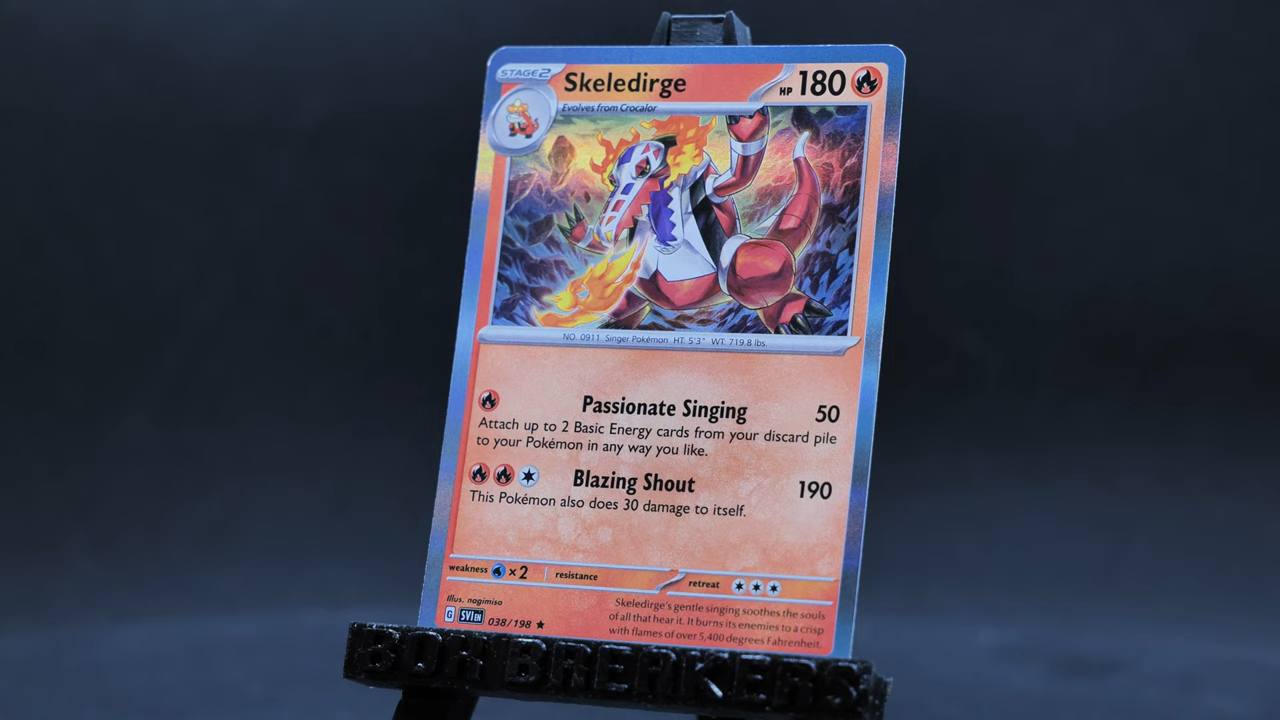 STAGE2 Skeledirge HP 180
Evolves from Crocalor
NO. 0911 Singer Pokémon HT: 5'3" WT: 719.8 lbs.
Passionate Singing 50
Attach up to 2 Basic Energy cards from your discard pile
to your Pokémon in any way you like.
Blazing Shout 190
This Pokémon also does 30 damage to itself.
weakness ×2 resistance retreat
Illus. nagimiso
G SVI EN 038/198 ★
Skeledirge's gentle singing soothes the souls
of all that hear it. It burns its enemies to a crisp
with flames of over 5,400 degrees Fahrenheit.
BOX BREAKERS